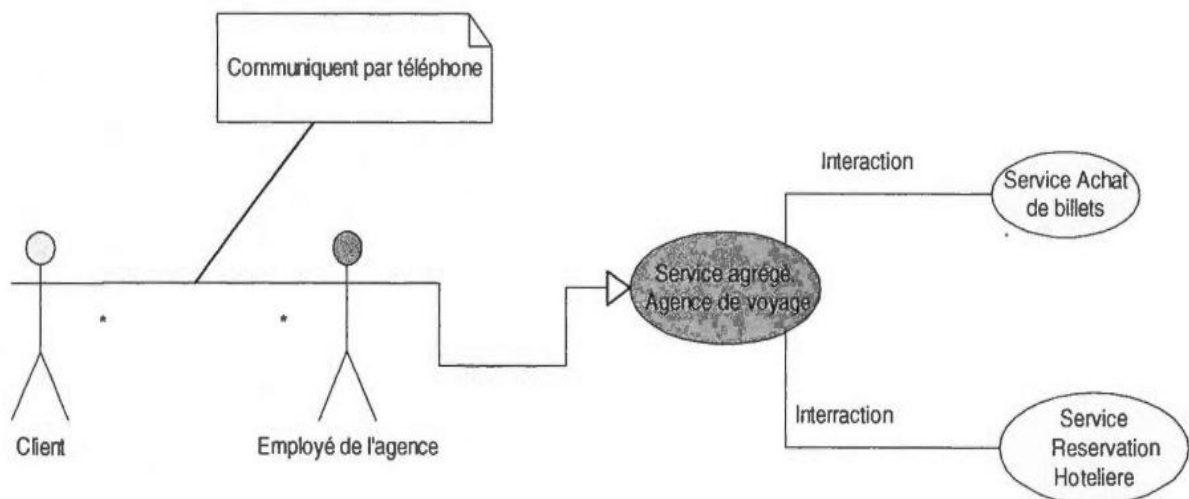 Communiquent par téléphone
Interaction
Service Achat
de billets
Service agrégé
Agence de voyage
*
*
Interraction
Client
Employé de l'agence
Service
Reservation
Hoteliere